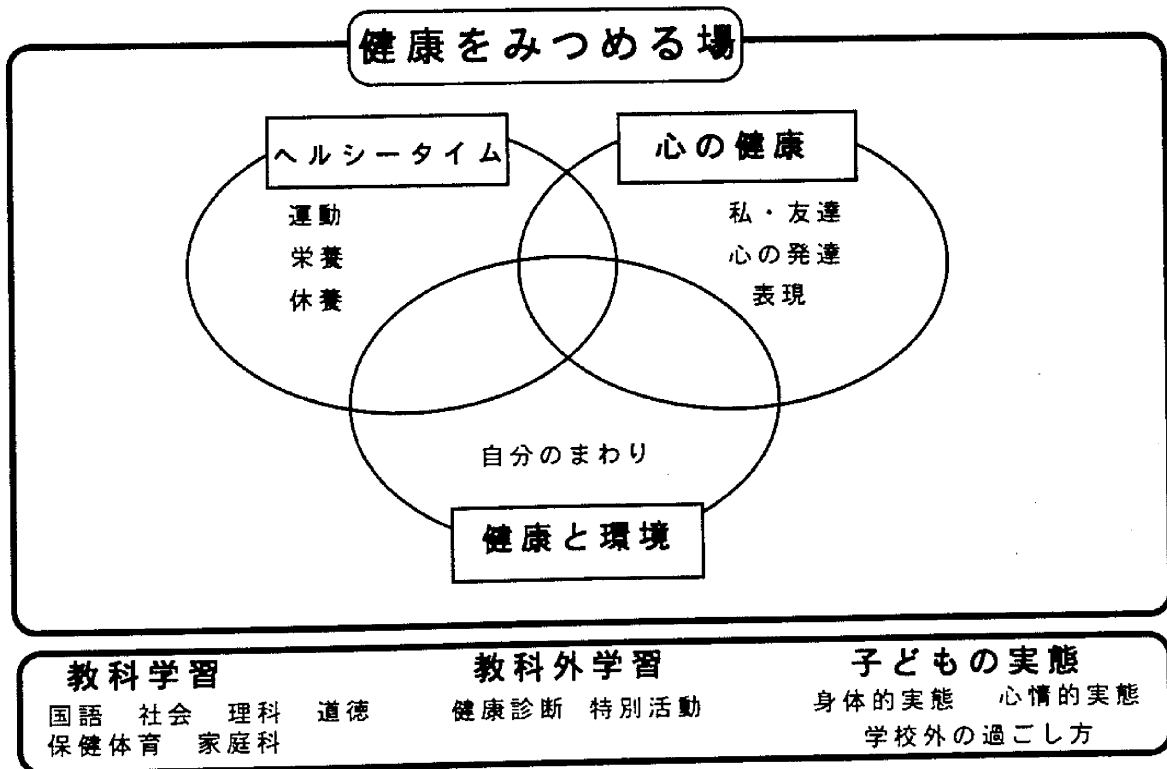 健康をみつめる場
ヘルシータイム
運動
栄養
休養
心の健康
私・友達
心の発達
表現
自分のまわり
健康と環境
教科学習
国語 社会 理科 道徳
保健体育 家庭科
教科外学習
健康診断 特別活動
子どもの実態
身体的実態 心情的実態
学校外の過ごし方